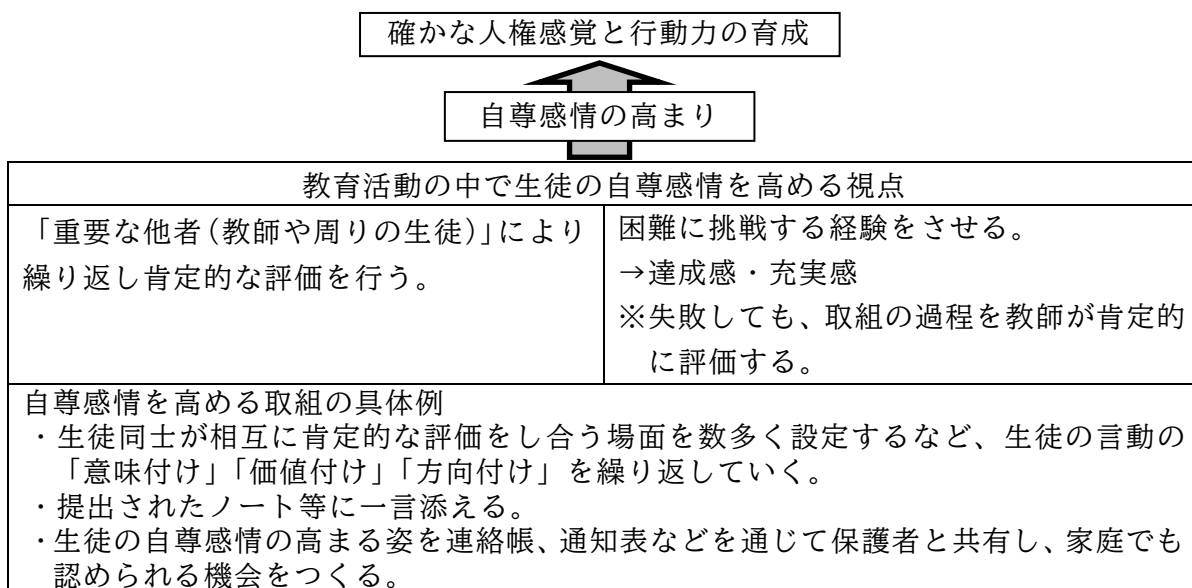 確かな人権感覚と行動力の育成
自尊感情の高まり
教育活動の中で生徒の自尊感情を高める視点
「重要な他者(教師や周りの生徒)」により
繰り返し肯定的な評価を行う。
困難に挑戦する経験をさせる。
→達成感・充実感
※失敗しても、取組の過程を教師が肯定的
に評価する。
自尊感情を高める取組の具体例
・生徒同士が相互に肯定的な評価をし合う場面を数多く設定するなど、生徒の言動の
「意味付け」「価値付け」「方向付け」を繰り返していく。
・提出されたノート等に一言添える。
・生徒の自尊感情の高まる姿を連絡帳、通知表などを通じて保護者と共有し、家庭でも
認められる機会をつくる。